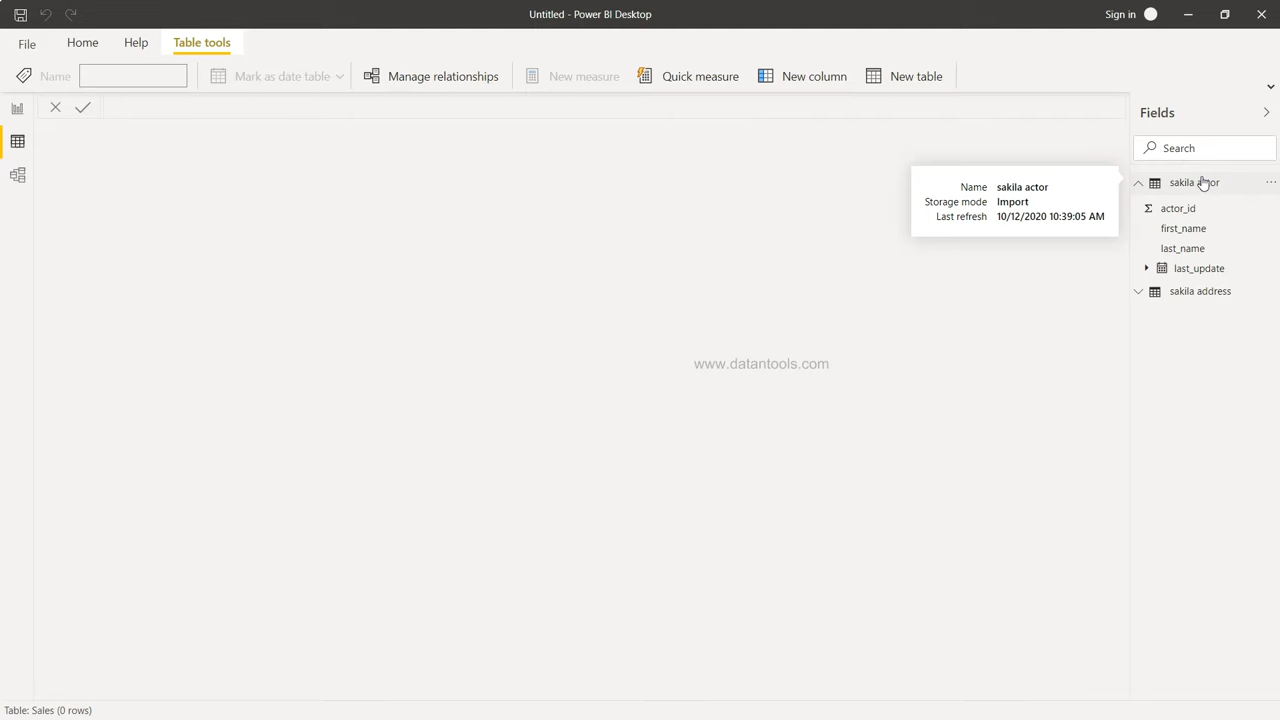 Untitled - Power BI Desktop
Sign in
File
Home
Help
Table tools
Name
Mark as date table
Manage relationships
New measure
Quick measure
New column
New table
Fields
Search
Name sakila actor
Storage mode Import
Last refresh 10/12/2020 10:39:05 AM
sakila actor
actor_id
first_name
last_name
last_update
sakila address
www.datantools.com
Table: Sales (0 rows)